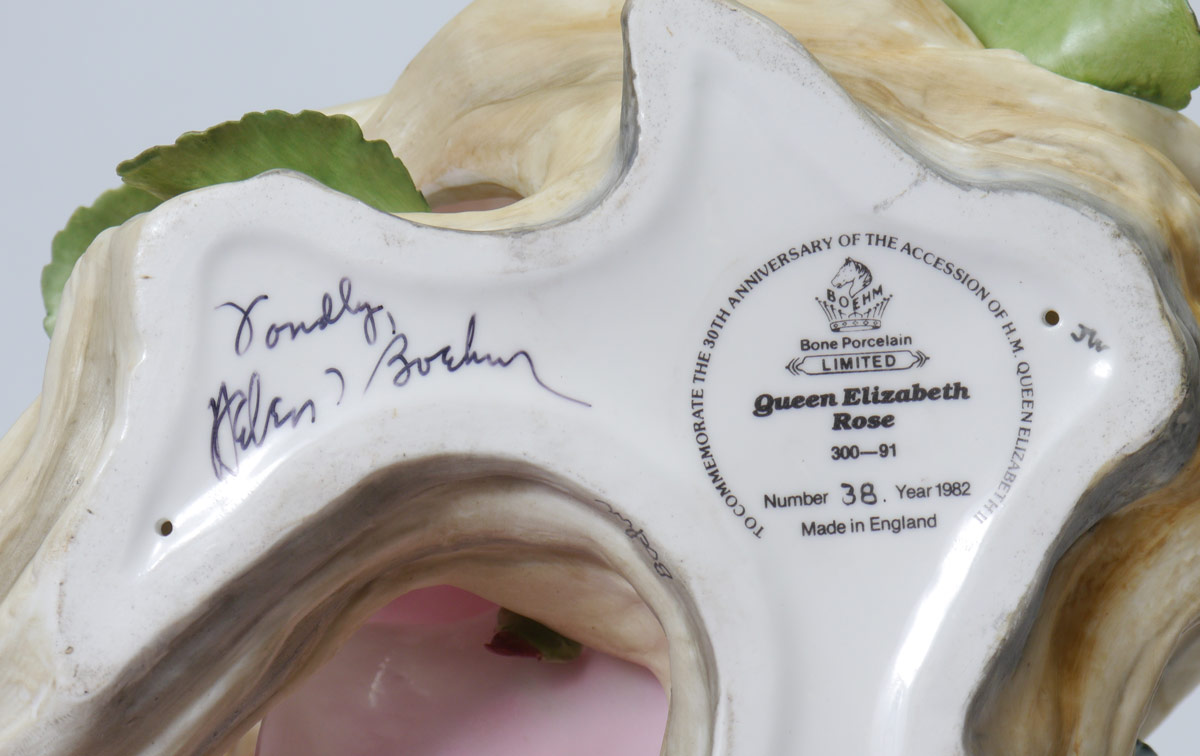 Fondly,
Helen Boehm
TO COMMEMORATE THE 30TH ANNIVERSARY OF THE ACCESSION OF H.M. QUEEN ELIZABETH II
BOEHM
Bone Porcelain
LIMITED
Queen Elizabeth
Rose
300—91
Number 38. Year 1982
Made in England
JW
Boehm